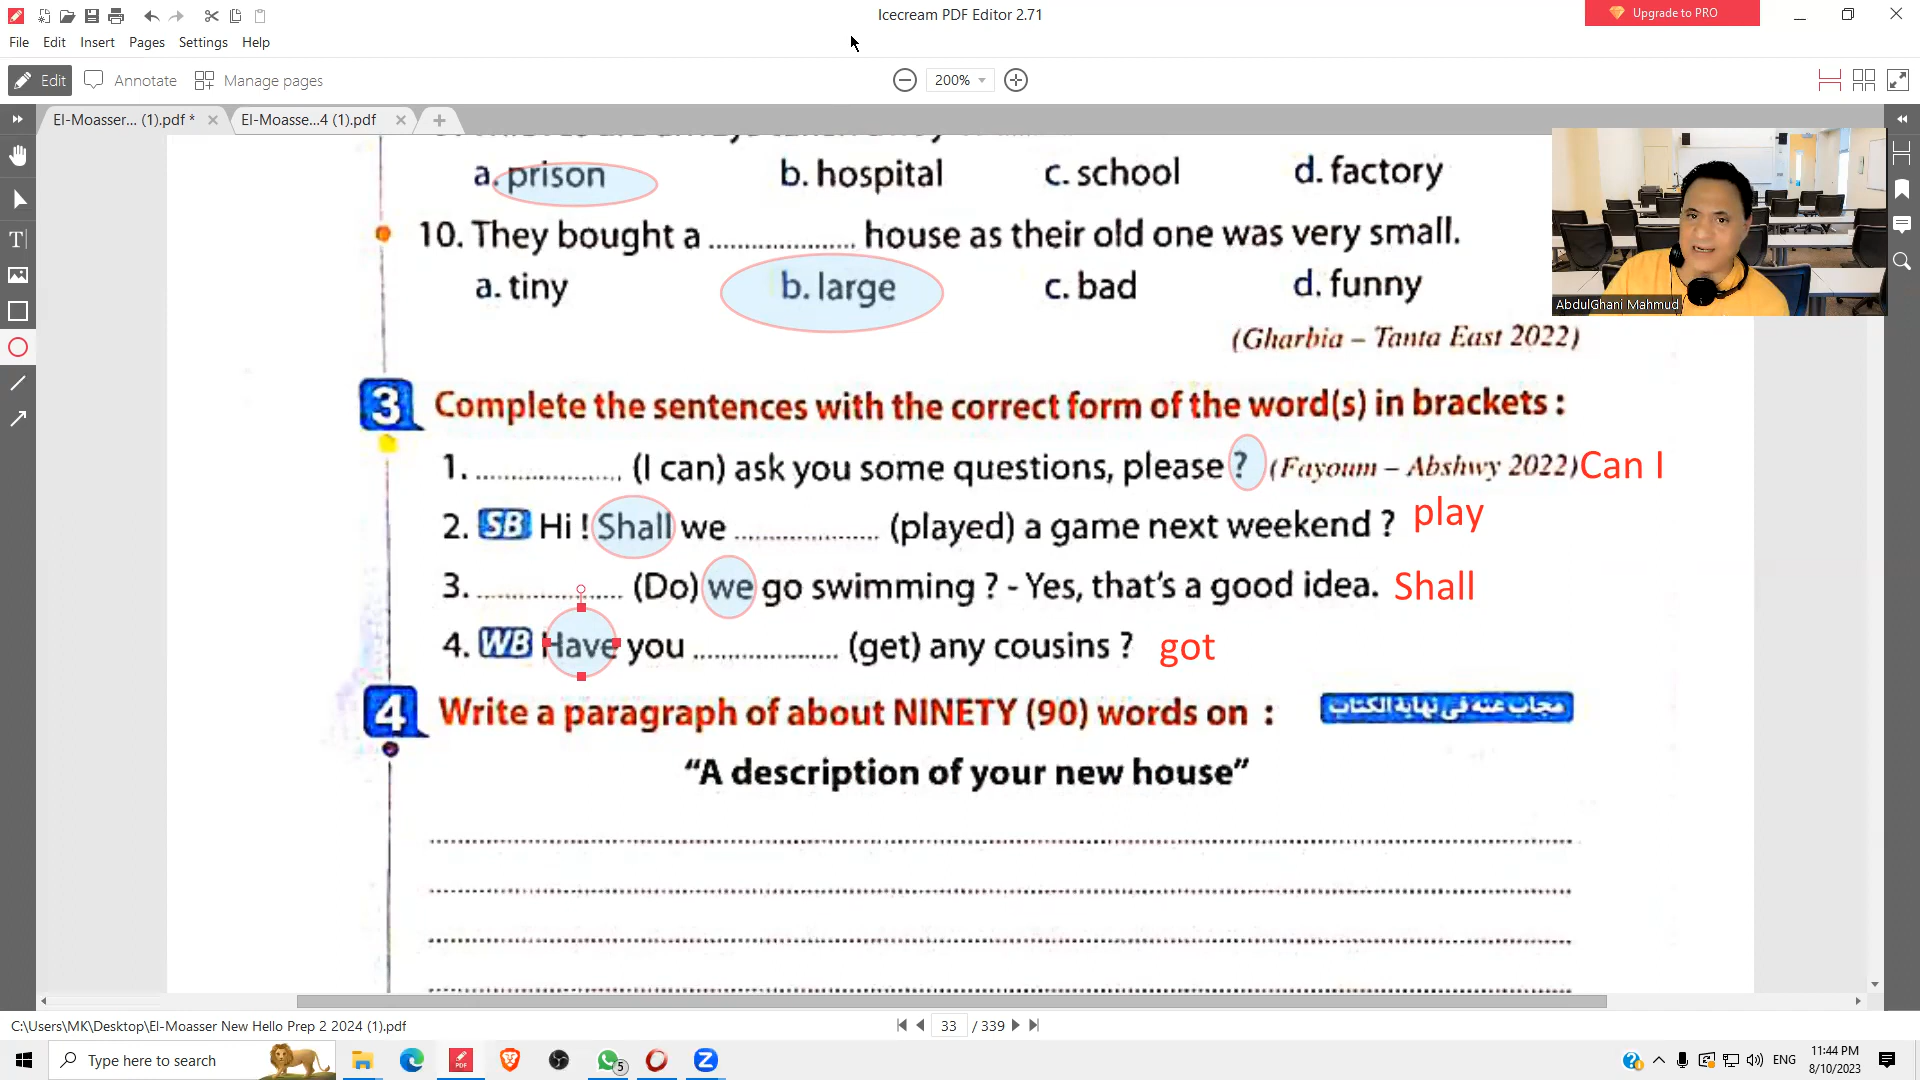 Icecream PDF Editor 2.71
Upgrade to PRO
File Edit Insert Pages Settings Help
Edit Annotate Manage pages
200%
El-Moasser... (1).pdf *
El-Moasse...4 (1).pdf
a. prison b. hospital c. school d. factory
10. They bought a .................... house as their old one was very small.
a. tiny b. large c. bad d. funny
AbdulGhani Mahmud
(Gharbia – Tanta East 2022)
3 Complete the sentences with the correct form of the word(s) in brackets :
1. .................... (I can) ask you some questions, please ? (Fayoum – Abshwy 2022) Can I
2. SB Hi ! Shall we .................... (played) a game next weekend ? play
3. .................... (Do) we go swimming ? - Yes, that's a good idea. Shall
4. WB Have you .................... (get) any cousins ? got
4 Write a paragraph of about NINETY (90) words on :
مجاب عنه في نهاية الكتاب
"A description of your new house"
C:\Users\MK\Desktop\El-Moasser New Hello Prep 2 2024 (1).pdf
33 / 339
Type here to search
PDF
5
ENG
11:44 PM
8/10/2023